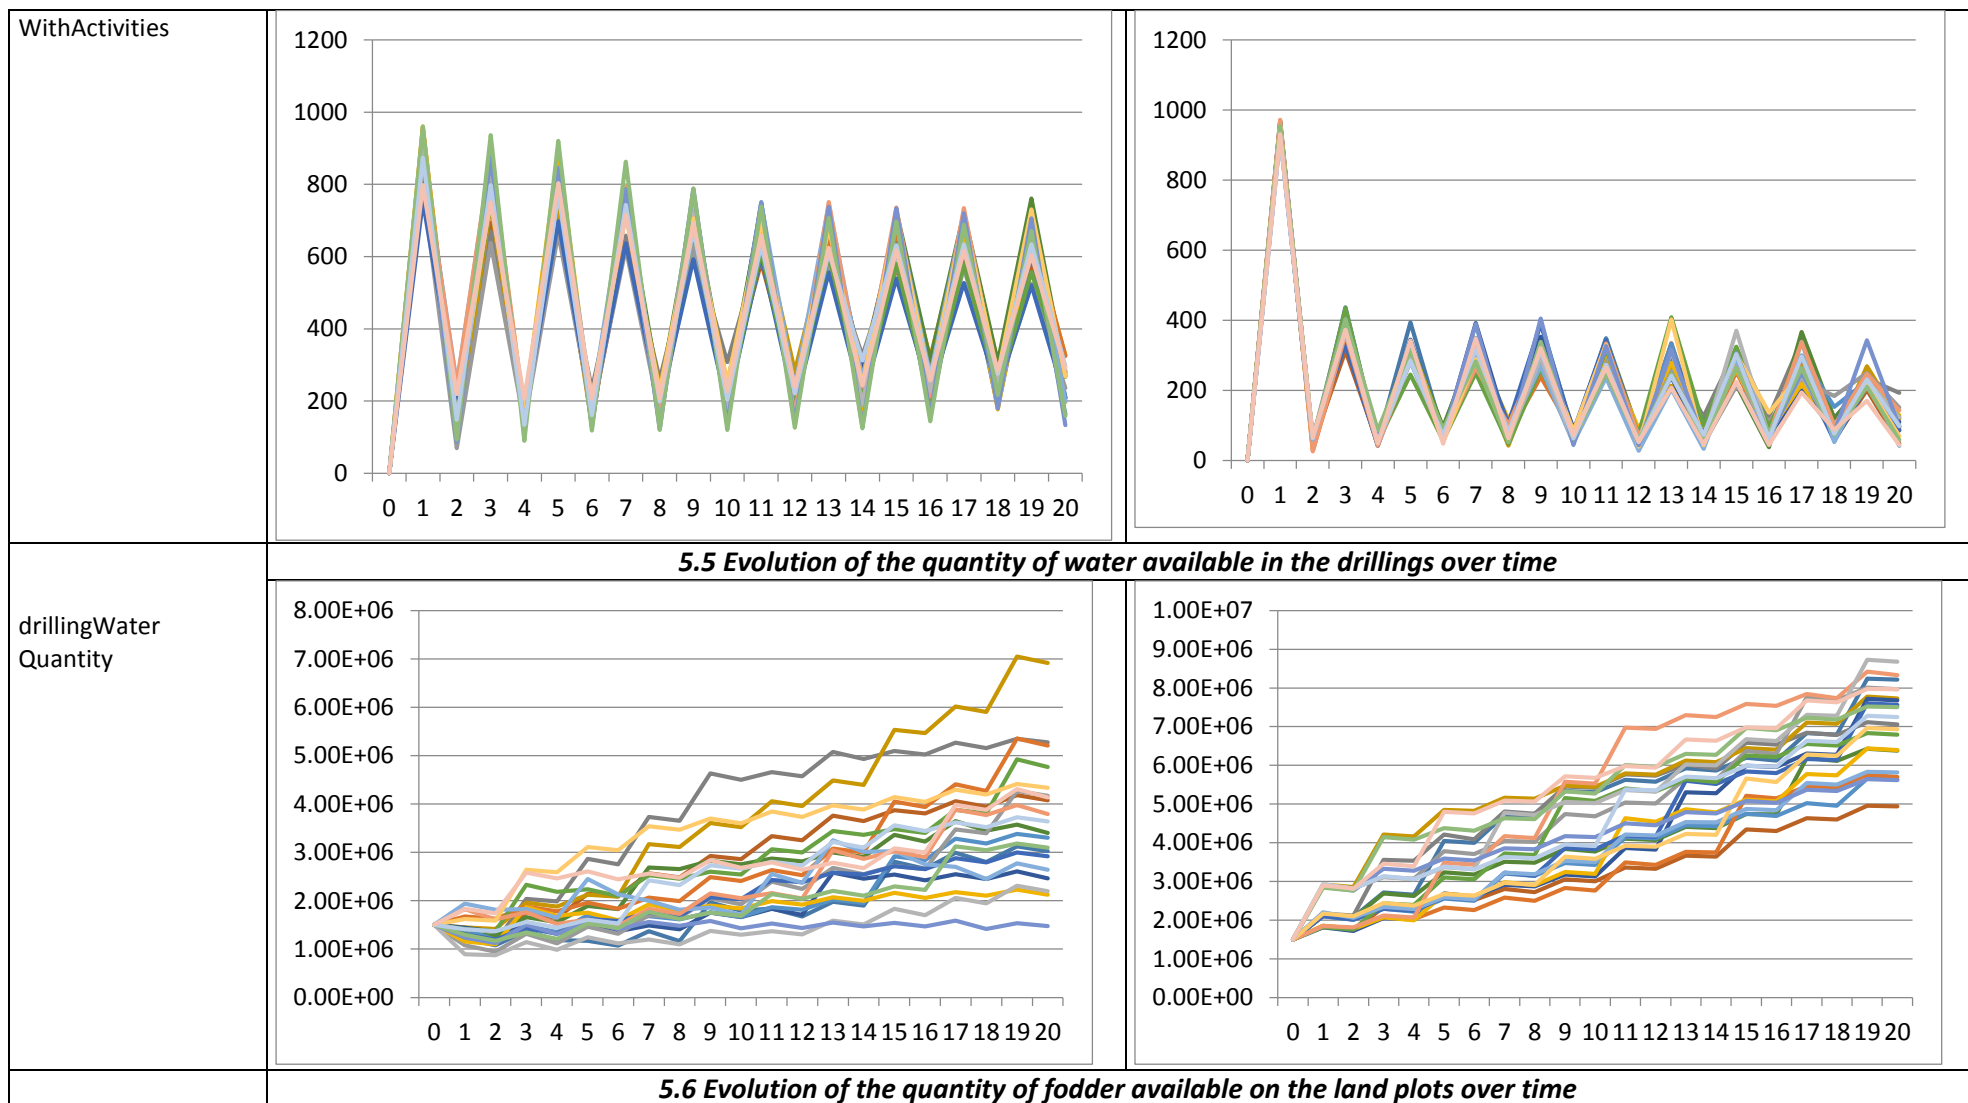 WithActivities
1200
1000
800
600
400
200
0
0 1 2 3 4 5 6 7 8 9 10 11 12 13 14 15 16 17 18 19 20
1200
1000
800
600
400
200
0
0 1 2 3 4 5 6 7 8 9 10 11 12 13 14 15 16 17 18 19 20
5.5 Evolution of the quantity of water available in the drillings over time
drillingWater
Quantity
8.00E+06
7.00E+06
6.00E+06
5.00E+06
4.00E+06
3.00E+06
2.00E+06
1.00E+06
0.00E+00
0 1 2 3 4 5 6 7 8 9 10 11 12 13 14 15 16 17 18 19 20
1.00E+07
9.00E+06
8.00E+06
7.00E+06
6.00E+06
5.00E+06
4.00E+06
3.00E+06
2.00E+06
1.00E+06
0.00E+00
0 1 2 3 4 5 6 7 8 9 10 11 12 13 14 15 16 17 18 19 20
5.6 Evolution of the quantity of fodder available on the land plots over time